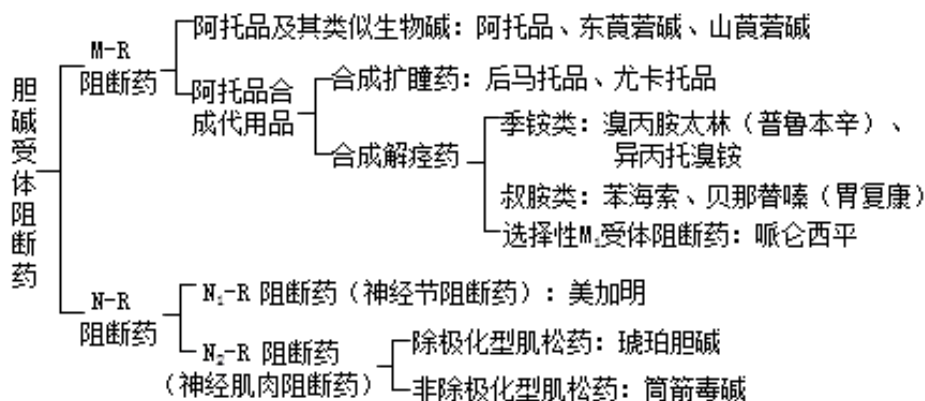 胆碱受体阻断药
M-R
阻断药
阿托品及其类似生物碱：阿托品、东莨菪碱、山莨菪碱
阿托品合
成代用品
合成扩瞳药：后马托品、尤卡托品
合成解痉药
季铵类：溴丙胺太林（普鲁本辛）、
异丙托溴铵
叔胺类：苯海索、贝那替嗪（胃复康）
选择性M₁受体阻断药：哌仑西平
N-R
阻断药
N₁-R 阻断药（神经节阻断药）：美加明
N₂-R 阻断药
（神经肌肉阻断药）
除极化型肌松药：琥珀胆碱
非除极化型肌松药：筒箭毒碱